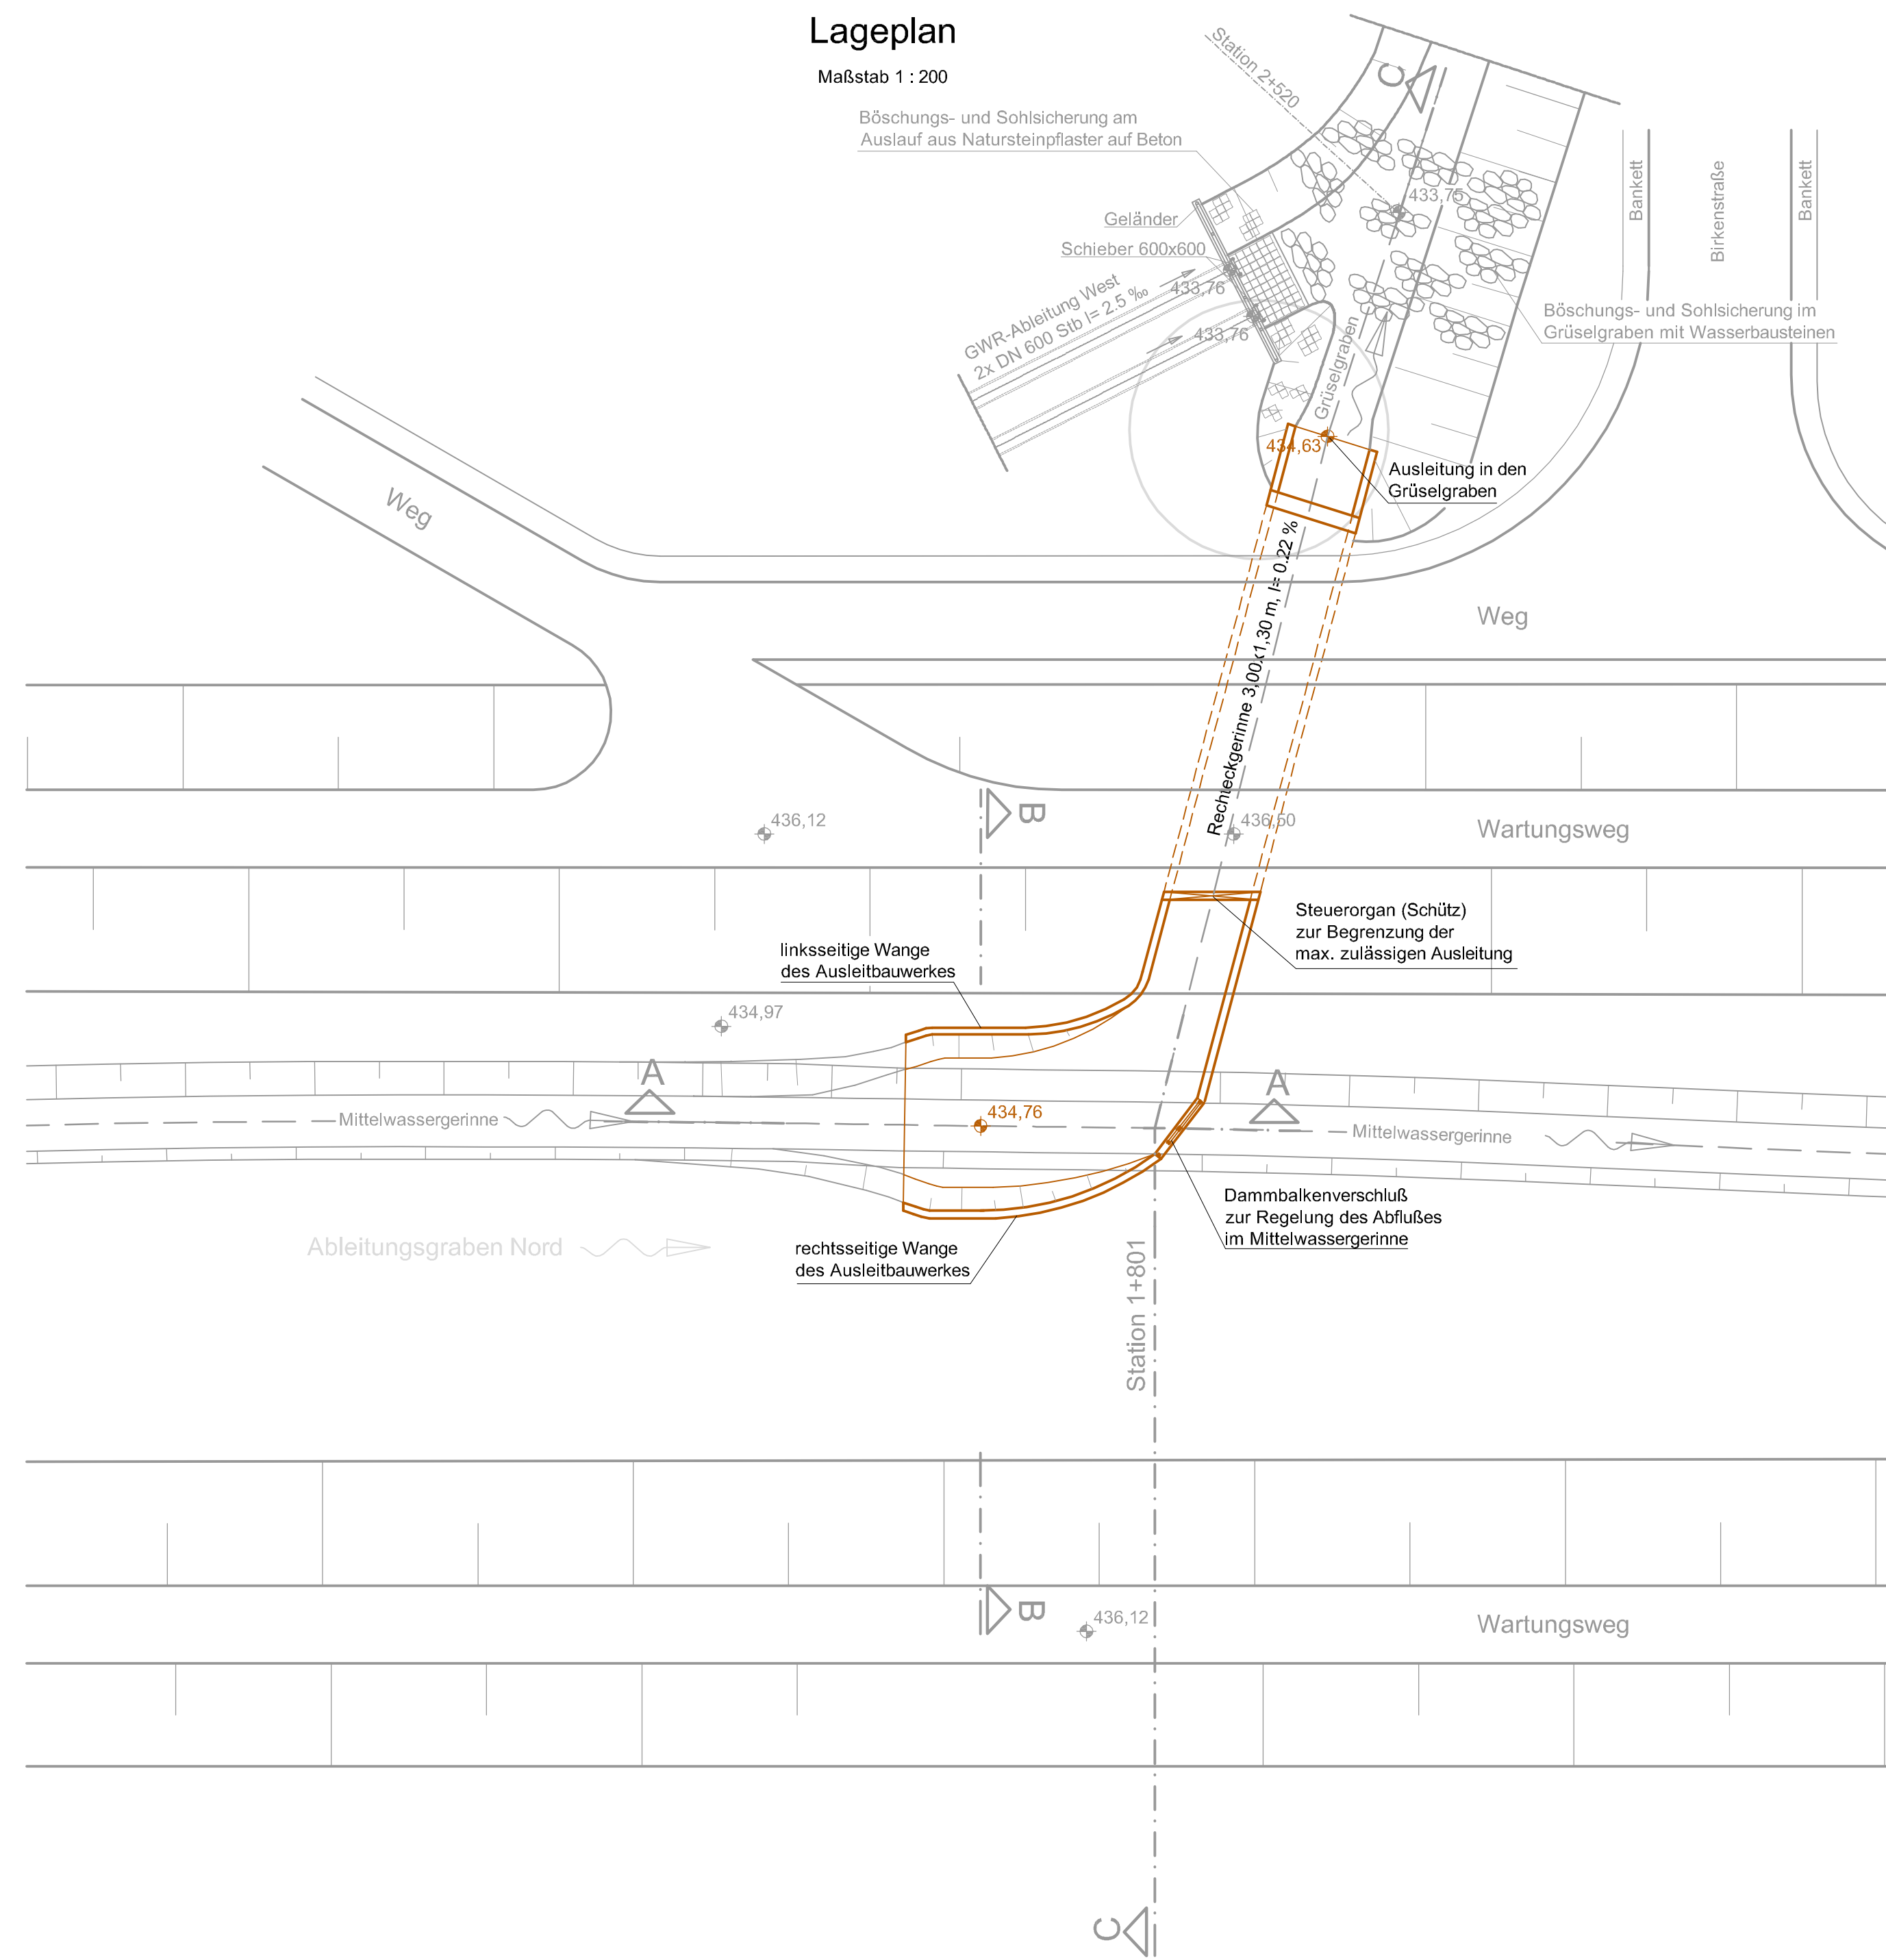 Lageplan
Maßstab 1 : 200
Station 2+520
C
Böschungs- und Sohlsicherung am
Auslauf aus Natursteinpflaster auf Beton
433,75
Bankett
Birkenstraße
Bankett
Geländer
Schieber 600x600
433,76
GWR-Ableitung West
2x DN 600 Stb I= 2.5 ‰
433,76
Grüselgraben
Böschungs- und Sohlsicherung im
Grüselgraben mit Wasserbausteinen
434,63
Ausleitung in den
Grüselgraben
Weg
Rechteckgerinne 3,00x1,30 m, I= 0.22 %
Weg
436,12
B
436,50
Wartungsweg
Steuerorgan (Schütz)
zur Begrenzung der
max. zulässigen Ausleitung
linksseitige Wange
des Ausleitbauwerkes
434,97
A
A
Mittelwassergerinne
434,76
Mittelwassergerinne
Dammbalkenverschluß
zur Regelung des Abflußes
im Mittelwassergerinne
Ableitungsgraben Nord
rechtsseitige Wange
des Ausleitbauwerkes
Station 1+801
B
436,12
Wartungsweg
C